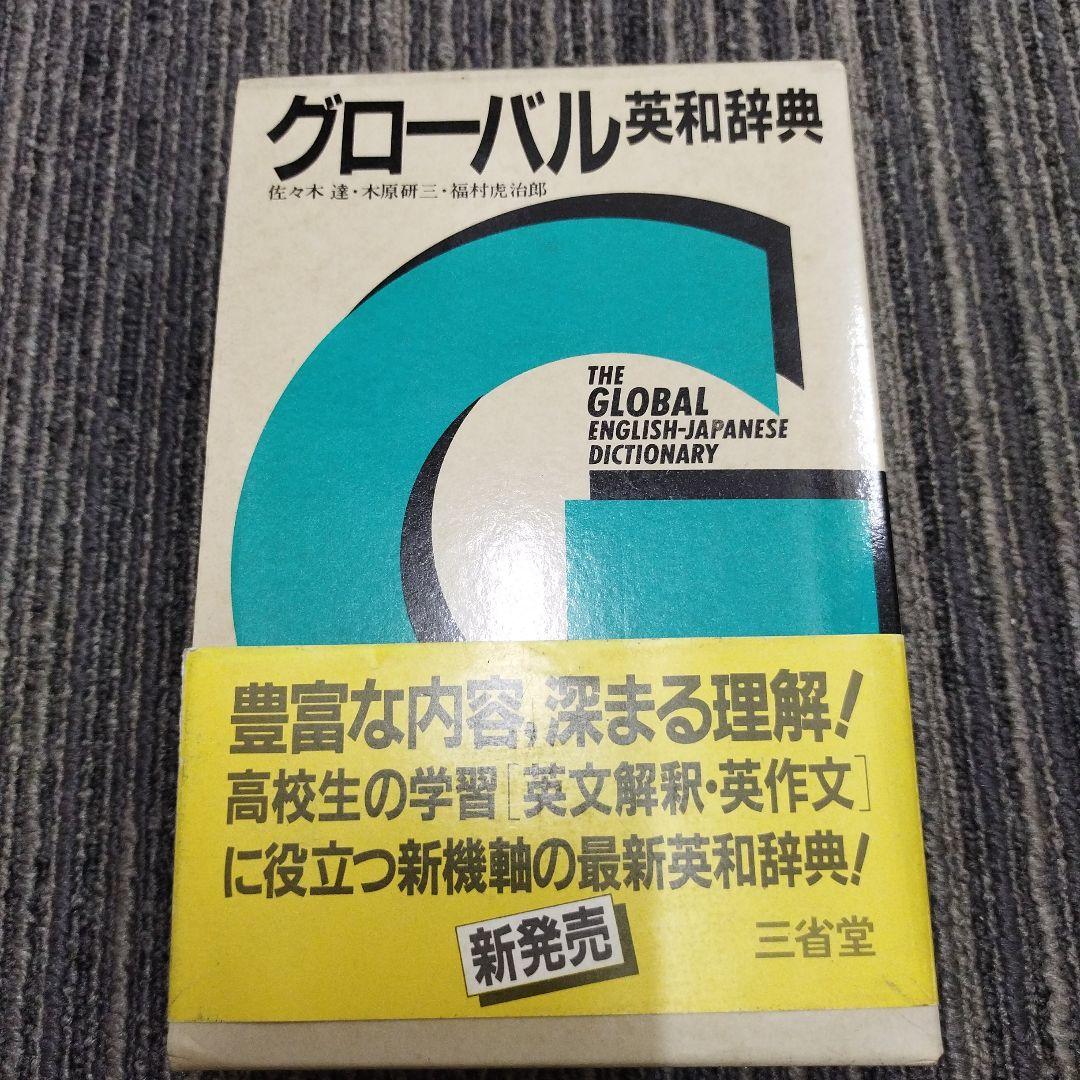 グローバル英和辞典
佐々木 達・木原研三・福村虎治郎
THE
GLOBAL
ENGLISH-JAPANESE
DICTIONARY
豊富な内容,深まる理解!
高校生の学習[英文解釈・英作文]
に役立つ新機軸の最新英和辞典!
新発売
三省堂